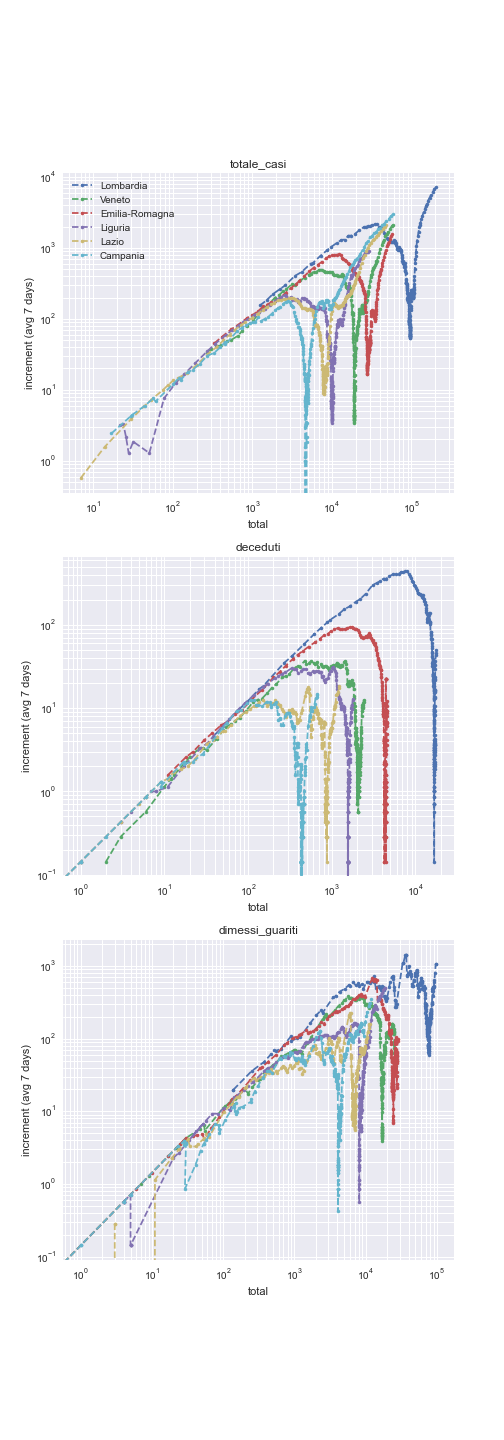 totale_casi
10^4
Lombardia
Veneto
Emilia-Romagna
Liguria
Lazio
Campania
10^3
10^2
10^1
10^0
increment (avg 7 days)
10^1 10^2 10^3 10^4 10^5
total
deceduti
10^2
10^1
10^0
10^-1
increment (avg 7 days)
10^0 10^1 10^2 10^3 10^4
total
dimessi_guariti
10^3
10^2
10^1
10^0
10^-1
increment (avg 7 days)
10^0 10^1 10^2 10^3 10^4 10^5
total